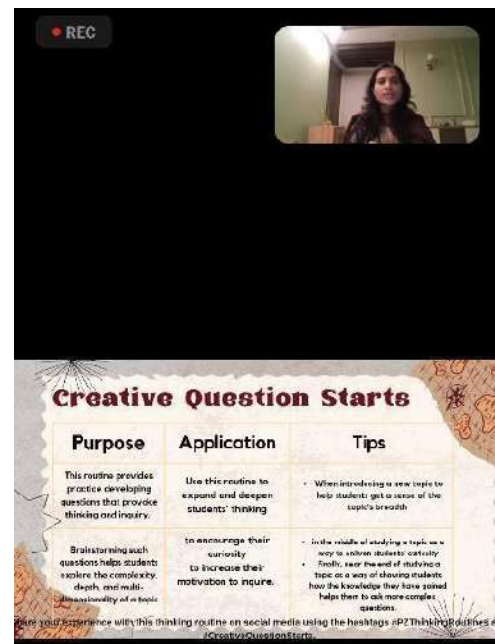 REC
Creative Question Starts
Purpose
Application
Tips
This routine provides
practice developing
questions that provoke
thinking and inquiry.
Use this routine to
expand and deepen
students' thinking
• When introducing a new topic to
help students get a sense of the
topic's breadth
Brainstorming such
questions helps students
explore the complexity,
depth, and multi-
dimensionality of a topic
to encourage their
curiosity
to increase their
motivation to inquire.
• in the middle of studying a topic as a
way to enliven students' curiosity
• Finally, near the end of studying a
topic as a way of showing students
how the knowledge they have gained
helps them to ask more complex
questions.
your experience with this thinking routine on social media using the hashtags #PZThinkingRoutines
#CreativeQuestionStarts.